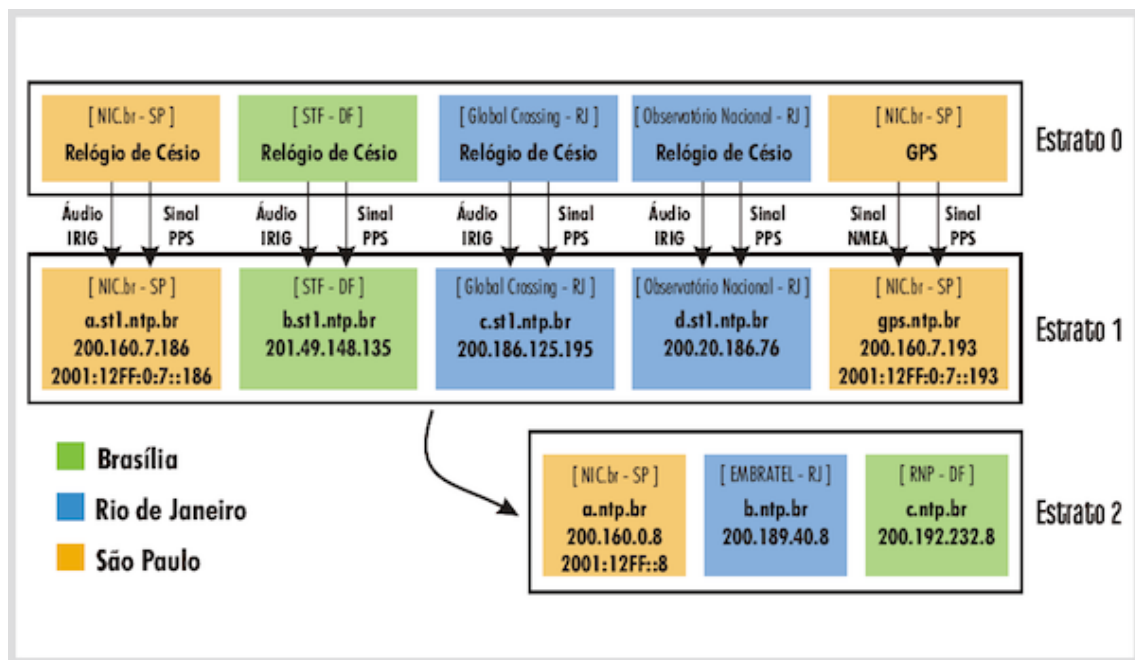 [ NIC.br - SP ]
Relógio de Césio
[ STF - DF ]
Relógio de Césio
[ Global Crossing - RJ ]
Relógio de Césio
[ Observatório Nacional - RJ ]
Relógio de Césio
[ NIC.br - SP ]
GPS
Estrato 0
Áudio
IRIG
Sinal
PPS
Áudio
IRIG
Sinal
PPS
Áudio
IRIG
Sinal
PPS
Áudio
IRIG
Sinal
PPS
Sinal
NMEA
Sinal
PPS
[ NIC.br - SP ]
a.st1.ntp.br
200.160.7.186
2001:12FF:0:7::186
[ STF - DF ]
b.st1.ntp.br
201.49.148.135
[ Global Crossing - RJ ]
c.st1.ntp.br
200.186.125.195
[ Observatório Nacional - RJ ]
d.st1.ntp.br
200.20.186.76
[ NIC.br - SP ]
gps.ntp.br
200.160.7.193
2001:12FF:0:7::193
Estrato 1
Brasília
Rio de Janeiro
São Paulo
[ NIC.br - SP ]
a.ntp.br
200.160.0.8
2001:12FF::8
[ EMBRATEL - RJ ]
b.ntp.br
200.189.40.8
[ RNP - DF ]
c.ntp.br
200.192.232.8
Estrato 2